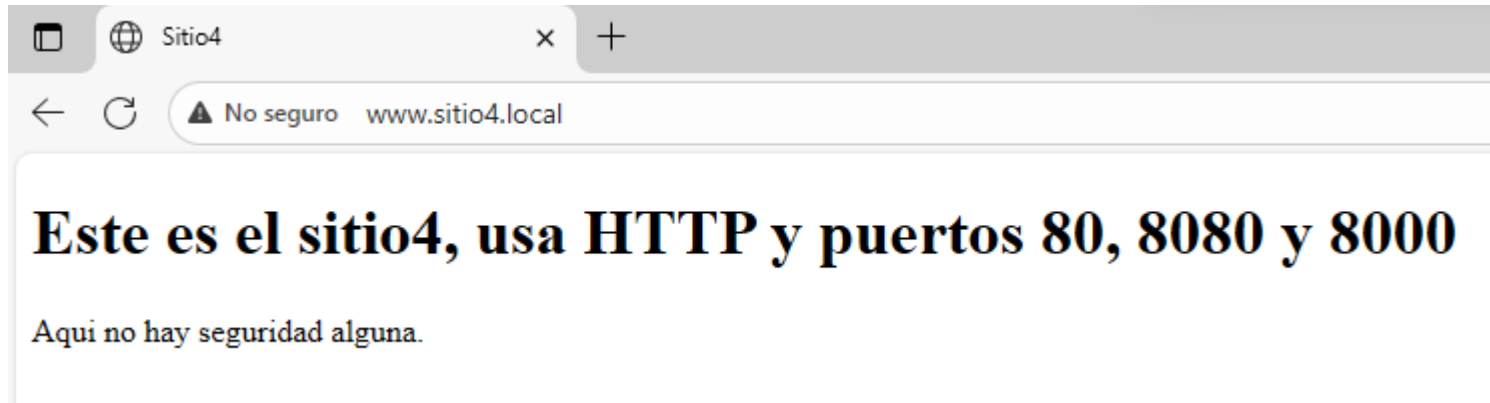 Sitio4
No seguro www.sitio4.local
Este es el sitio4, usa HTTP y puertos 80, 8080 y 8000
Aqui no hay seguridad alguna.